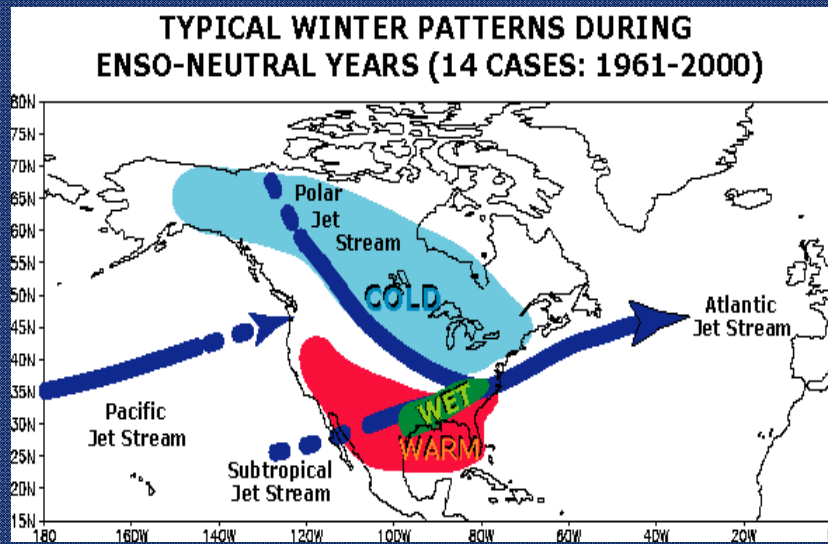 TYPICAL WINTER PATTERNS DURING
ENSO-NEUTRAL YEARS (14 CASES: 1961-2000)
80N
75N
70N
65N
60N
55N
50N
45N
40N
35N
30N
25N
20N
15N
Polar
Jet
Stream
COLD
Atlantic
Jet Stream
WET
WARM
Pacific
Jet Stream
Subtropical
Jet Stream
180 160W 140W 120W 100W 80W 60W 40W 20W